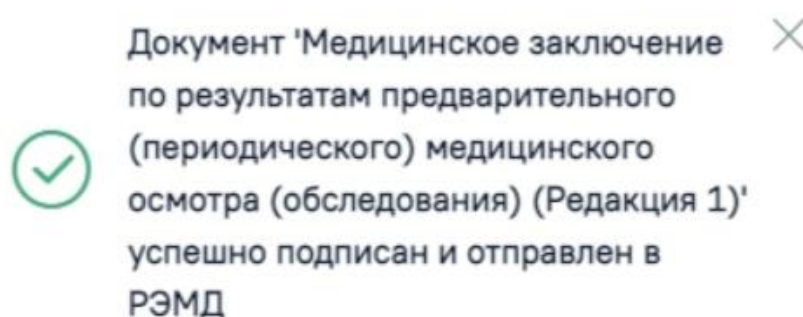 Документ 'Медицинское заключение
по результатам предварительного
(периодического) медицинского
осмотра (обследования) (Редакция 1)'
успешно подписан и отправлен в
РЭМД